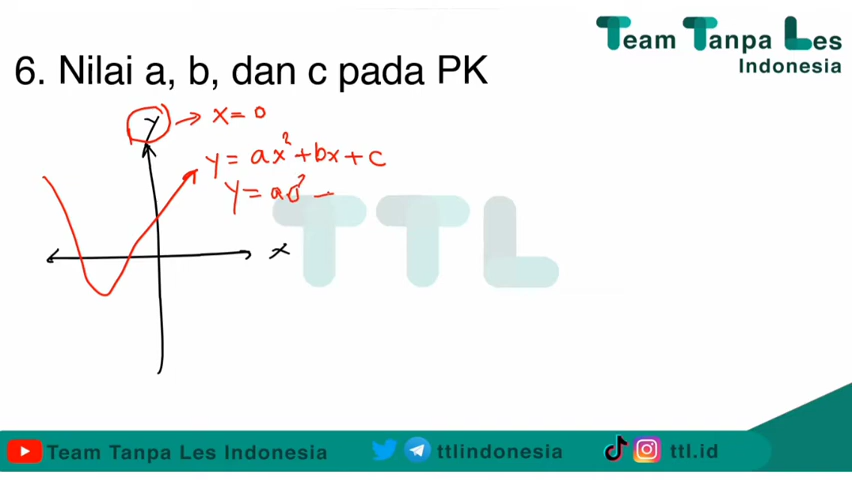 Team Tanpa Les
Indonesia
6. Nilai a, b, dan c pada PK
y → x = 0
y = ax² + bx + c
y = a0² -
x
TTL
Team Tanpa Les Indonesia
ttlindonesia
ttl.id